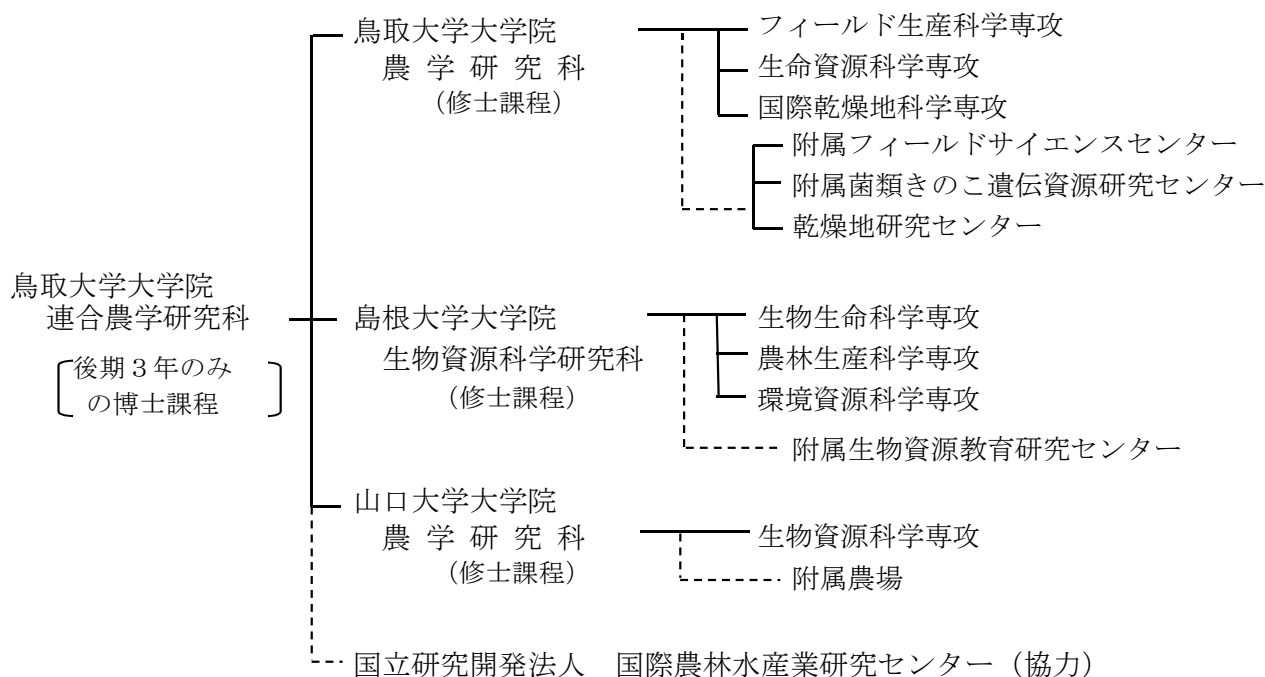 鳥取大学大学院
連合農学研究科
後期３年のみ
の博士課程
鳥取大学大学院
農学研究科
（修士課程）
フィールド生産科学専攻
生命資源科学専攻
国際乾燥地科学専攻
附属フィールドサイエンスセンター
附属菌類きのこ遺伝資源研究センター
乾燥地研究センター
島根大学大学院
生物資源科学研究科
（修士課程）
生物生命科学専攻
農林生産科学専攻
環境資源科学専攻
附属生物資源教育研究センター
山口大学大学院
農学研究科
（修士課程）
生物資源科学専攻
附属農場
国立研究開発法人　国際農林水産業研究センター（協力）